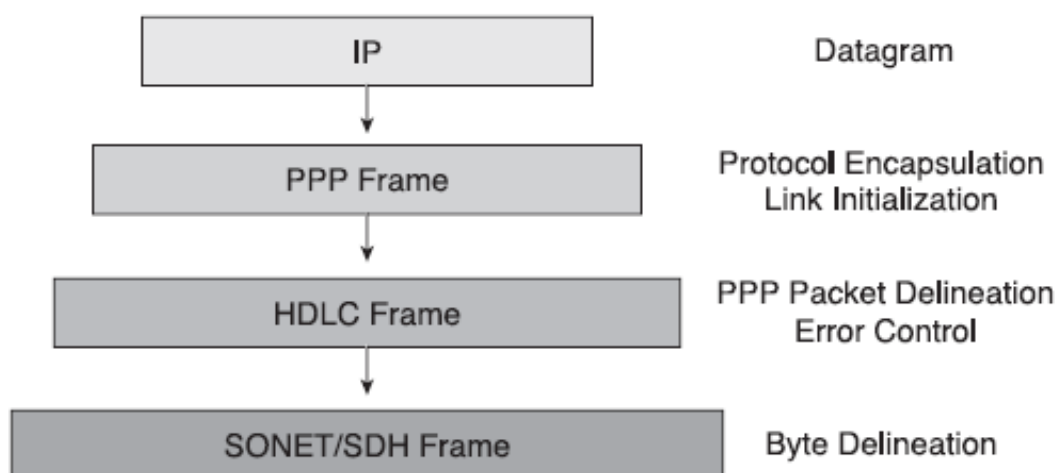 IP
Datagram
PPP Frame
Protocol Encapsulation
Link Initialization
HDLC Frame
PPP Packet Delineation
Error Control
SONET/SDH Frame
Byte Delineation